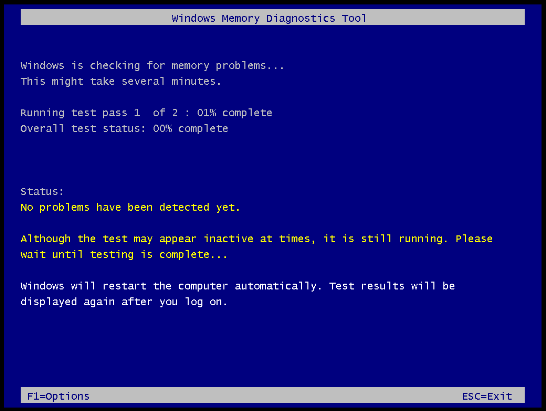 Windows Memory Diagnostics Tool
Windows is checking for memory problems...
This might take several minutes.
Running test pass 1  of 2 : 01% complete
Overall test status: 00% complete
Status:
No problems have been detected yet.
Although the test may appear inactive at times, it is still running. Please
wait until testing is complete...
Windows will restart the computer automatically. Test results will be
displayed again after you log on.
F1=Options ESC=Exit